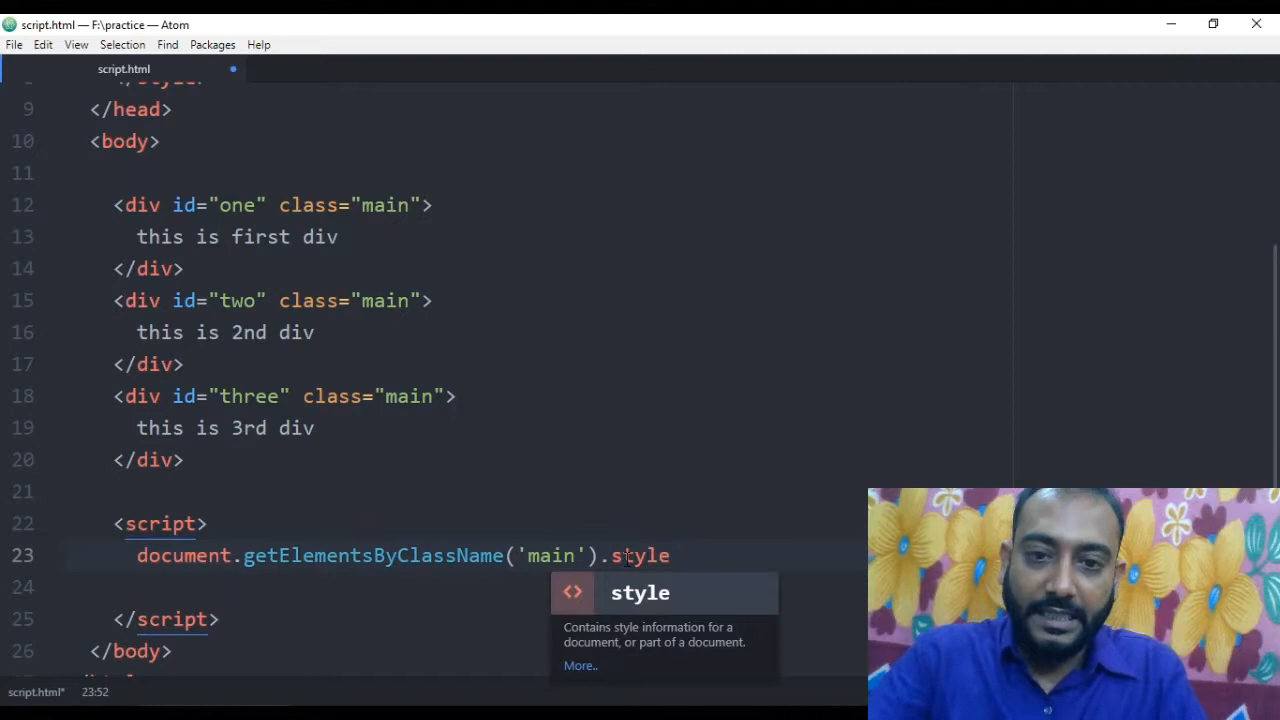 script.html — F:\practice — Atom
File Edit View Selection Find Packages Help
script.html
9 </head>
10 <body>
11
12 <div id="one" class="main">
13 this is first div
14 </div>
15 <div id="two" class="main">
16 this is 2nd div
17 </div>
18 <div id="three" class="main">
19 this is 3rd div
20 </div>
21
22 <script>
23 document.getElementsByClassName('main').style
24
25 </script>
26 </body>
<> style
Contains style information for a
document, or part of a document.
More..
script.html* 23:52